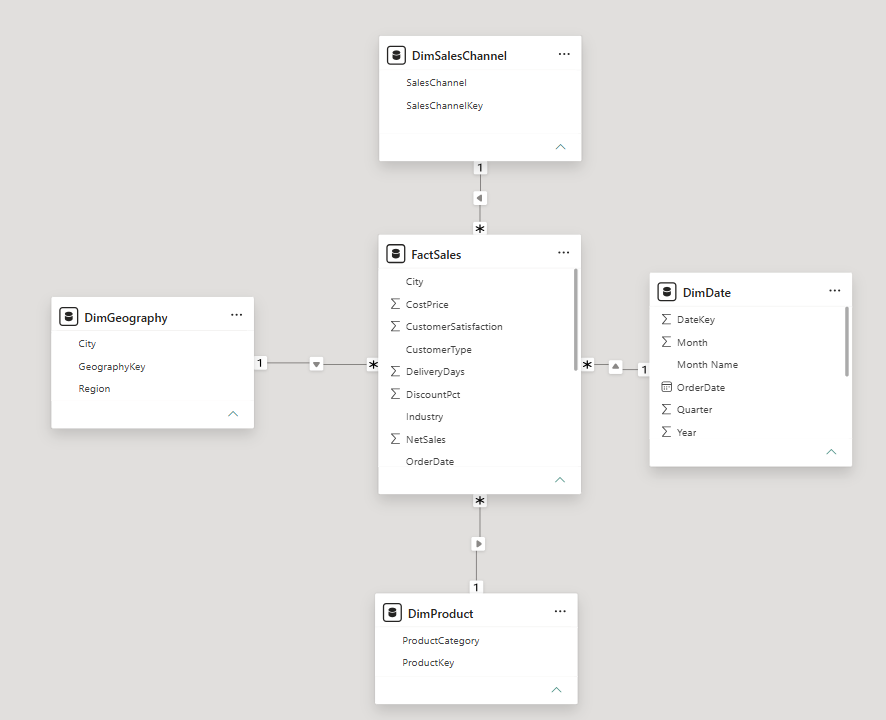 DimSalesChannel
SalesChannel
SalesChannelKey
1
*
FactSales
City
CostPrice
CustomerSatisfaction
CustomerType
DeliveryDays
DiscountPct
Industry
NetSales
OrderDate
DimGeography
City
GeographyKey
Region
1
*
*
1
DimDate
DateKey
Month
Month Name
OrderDate
Quarter
Year
*
1
DimProduct
ProductCategory
ProductKey